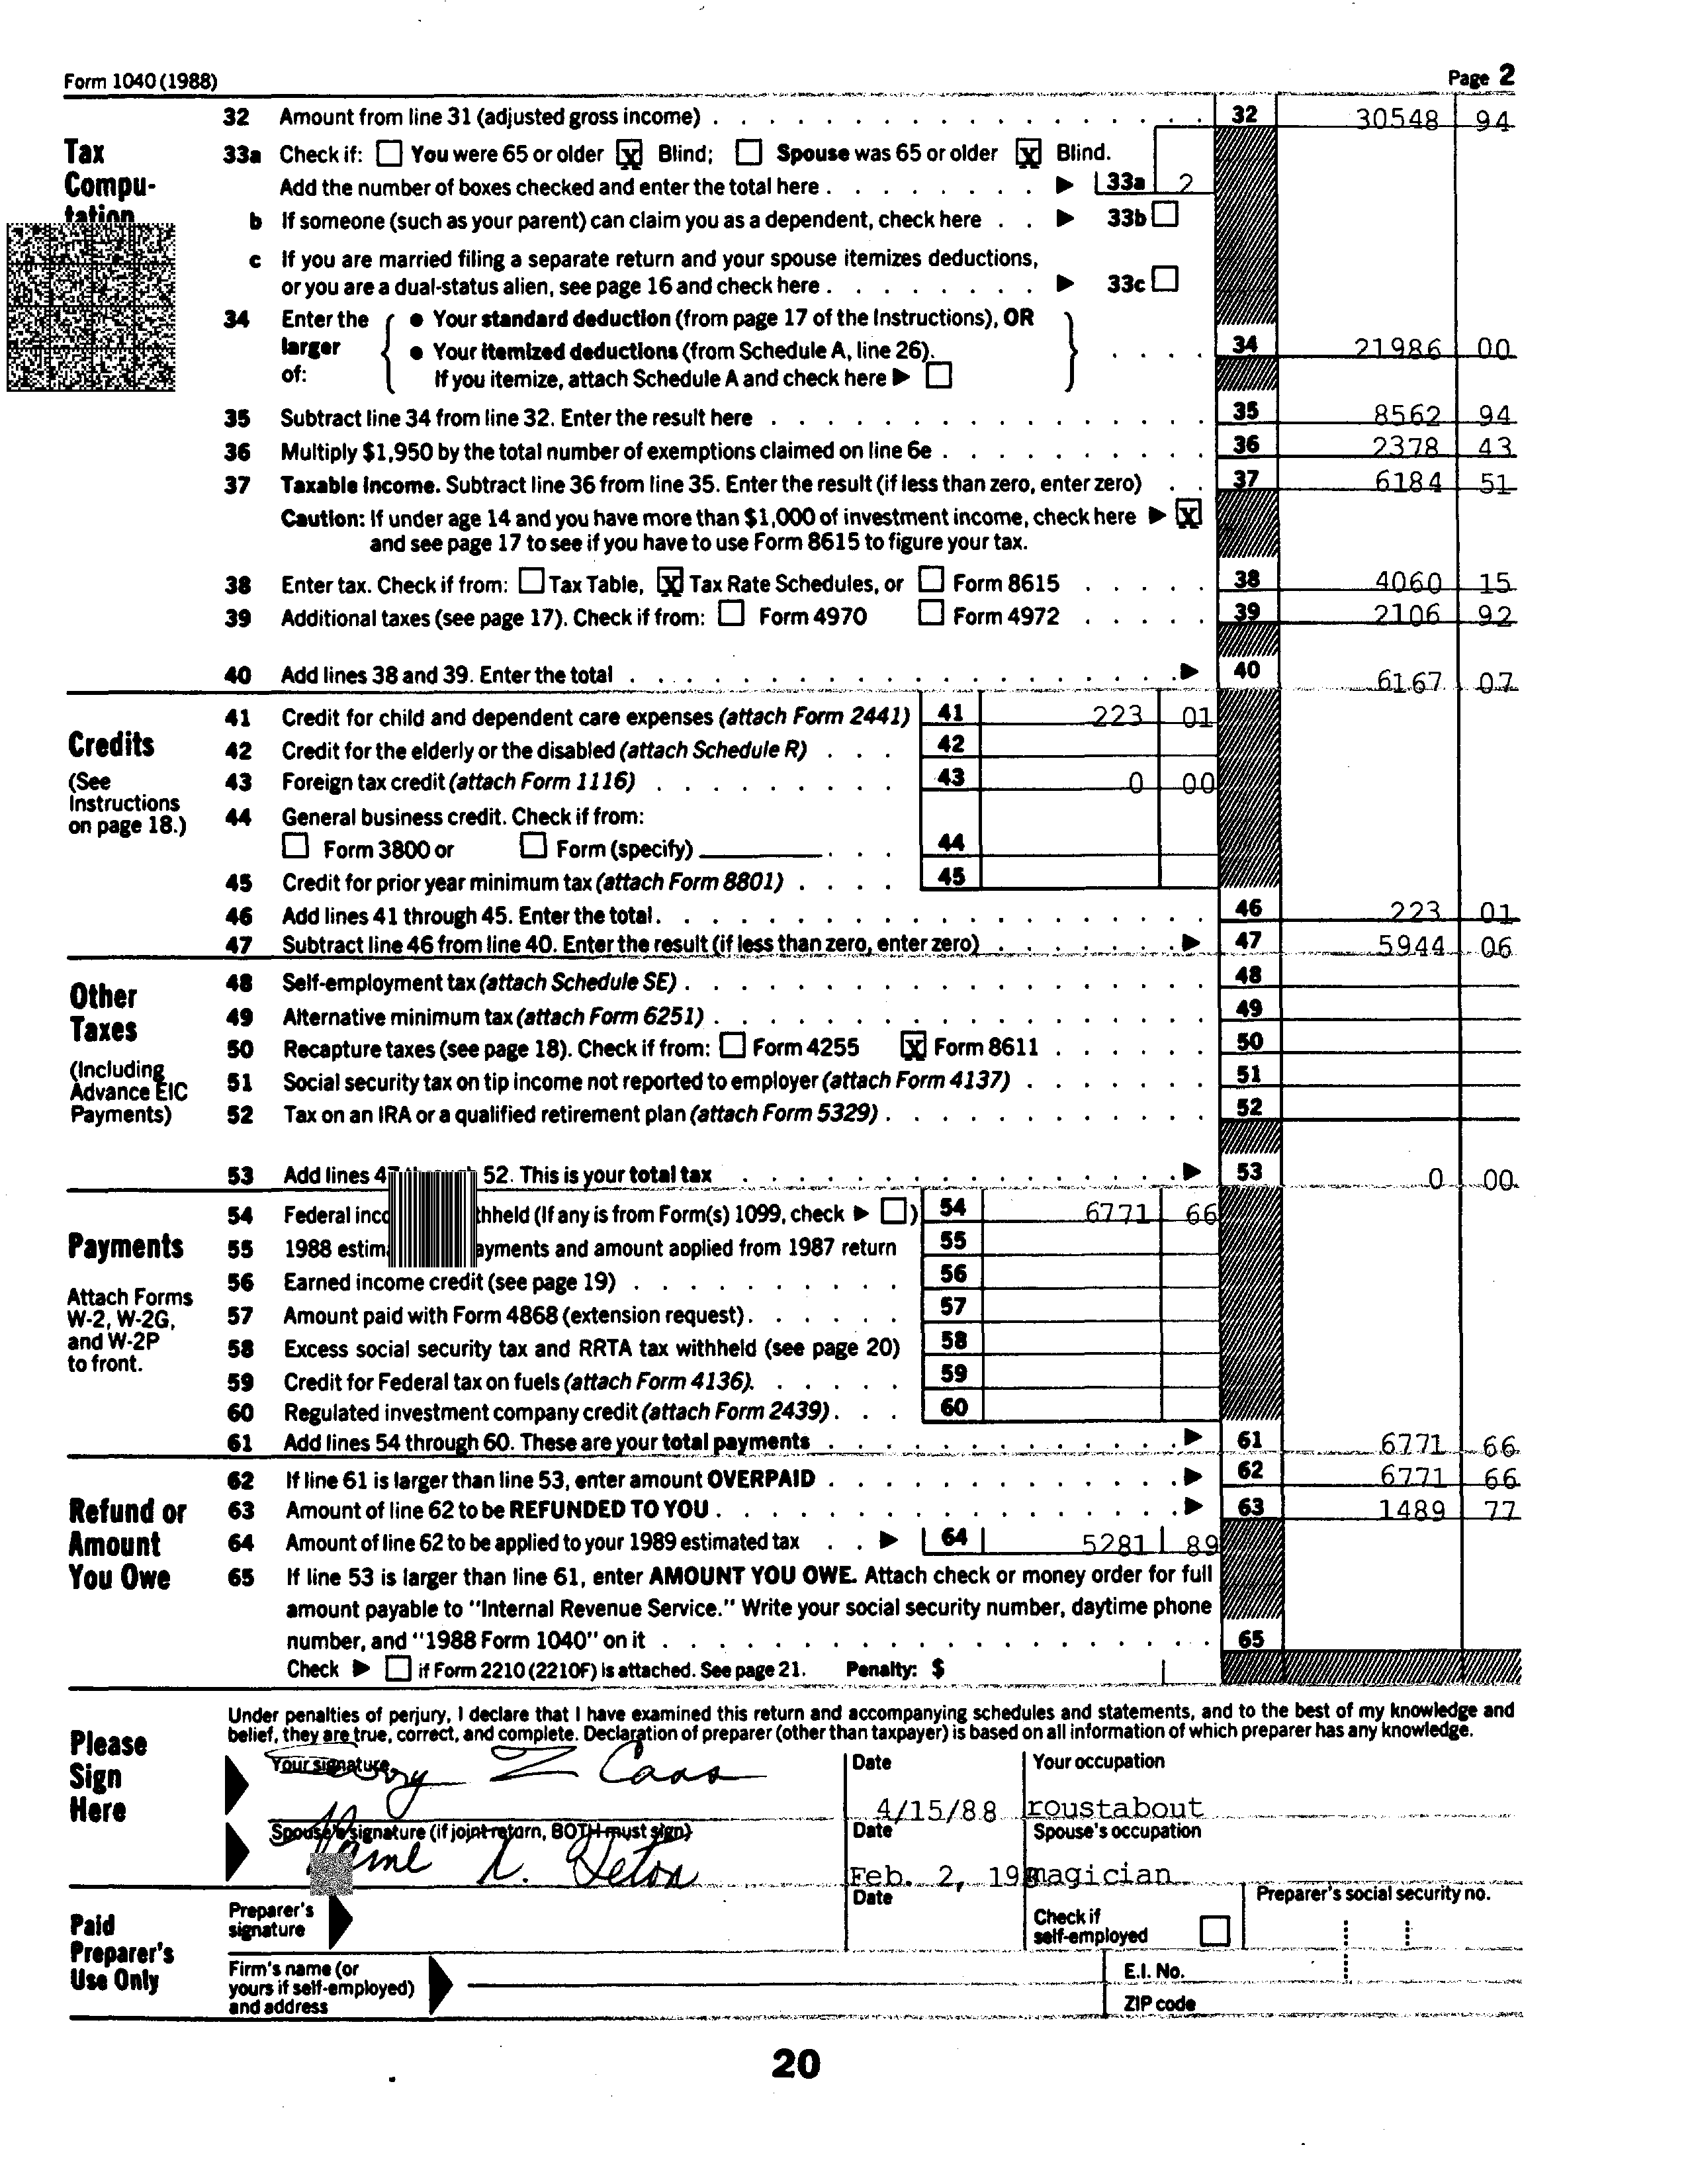 Form 1040 (1988) Page 2
32 Amount from line 31 (adjusted gross income) 32 30548 94
Tax Compu-tation
33a Check if: You were 65 or older X Blind; Spouse was 65 or older X Blind.
Add the number of boxes checked and enter the total here 33a 2
b If someone (such as your parent) can claim you as a dependent, check here 33b
c If you are married filing a separate return and your spouse itemizes deductions,
or you are a dual-status alien, see page 16 and check here 33c
34 Enter the larger of:
• Your standard deduction (from page 17 of the Instructions), OR
• Your itemized deductions (from Schedule A, line 26). 34 21986 00
If you itemize, attach Schedule A and check here
35 Subtract line 34 from line 32. Enter the result here 35 8562 94
36 Multiply $1,950 by the total number of exemptions claimed on line 6e 36 2378 43
37 Taxable income. Subtract line 36 from line 35. Enter the result (if less than zero, enter zero) 37 6184 51
Caution: If under age 14 and you have more than $1,000 of investment income, check here X
and see page 17 to see if you have to use Form 8615 to figure your tax.
38 Enter tax. Check if from: Tax Table, X Tax Rate Schedules, or Form 8615 38 4060 15
39 Additional taxes (see page 17). Check if from: Form 4970 Form 4972 39 2106 92
40 Add lines 38 and 39. Enter the total 40 6167 07
Credits
(See Instructions on page 18.)
41 Credit for child and dependent care expenses (attach Form 2441) 41 223 01
42 Credit for the elderly or the disabled (attach Schedule R) 42
43 Foreign tax credit (attach Form 1116) 43 0 00
44 General business credit. Check if from:
Form 3800 or Form (specify) 44
45 Credit for prior year minimum tax (attach Form 8801) 45
46 Add lines 41 through 45. Enter the total. 46 223 01
47 Subtract line 46 from line 40. Enter the result (if less than zero, enter zero) 47 5944 06
Other Taxes
(Including Advance EIC Payments)
48 Self-employment tax (attach Schedule SE) 48
49 Alternative minimum tax (attach Form 6251) 49
50 Recapture taxes (see page 18). Check if from: Form 4255 X Form 8611 50
51 Social security tax on tip income not reported to employer (attach Form 4137) 51
52 Tax on an IRA or a qualified retirement plan (attach Form 5329) 52
53 Add lines 47 through 52. This is your total tax 53 0 00
Payments
Attach Forms W-2, W-2G, and W-2P to front.
54 Federal inc thheld (If any is from Form(s) 1099, check ) 54 6771 66
55 1988 estim ayments and amount applied from 1987 return 55
56 Earned income credit (see page 19) 56
57 Amount paid with Form 4868 (extension request) 57
58 Excess social security tax and RRTA tax withheld (see page 20) 58
59 Credit for Federal tax on fuels (attach Form 4136). 59
60 Regulated investment company credit (attach Form 2439) 60
61 Add lines 54 through 60. These are your total payments 61 6771 66
Refund or Amount You Owe
62 If line 61 is larger than line 53, enter amount OVERPAID 62 6771 66
63 Amount of line 62 to be REFUNDED TO YOU 63 1489 77
64 Amount of line 62 to be applied to your 1989 estimated tax 64 5281 89
65 If line 53 is larger than line 61, enter AMOUNT YOU OWE. Attach check or money order for full
amount payable to "Internal Revenue Service." Write your social security number, daytime phone
number, and "1988 Form 1040" on it 65
Check if Form 2210 (2210F) is attached. See page 21. Penalty: $
Please Sign Here
Under penalties of perjury, I declare that I have examined this return and accompanying schedules and statements, and to the best of my knowledge and
belief, they are true, correct, and complete. Declaration of preparer (other than taxpayer) is based on all information of which preparer has any knowledge.
Your signature Z Date Your occupation
4/15/88 roustabout
Spouse's signature (if joint return, BOTH must sign) Date Spouse's occupation
Feb. 2, 19 magician
Paid Preparer's Use Only
Preparer's signature Date Check if self-employed Preparer's social security no.
Firm's name (or yours if self-employed) and address E.I. No.
ZIP code
20